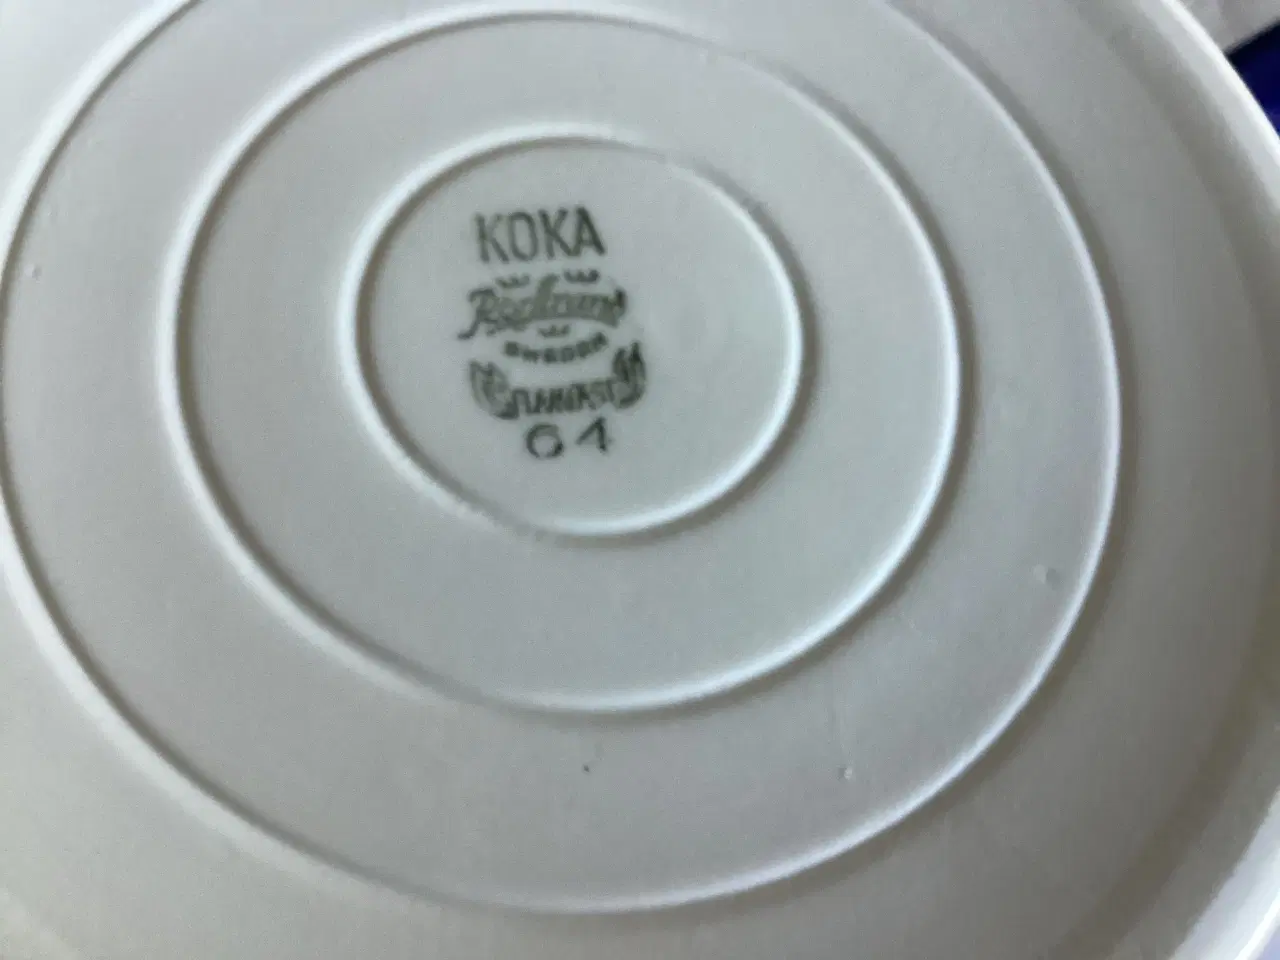 KOKA
Rörstrand
SWEDEN
64